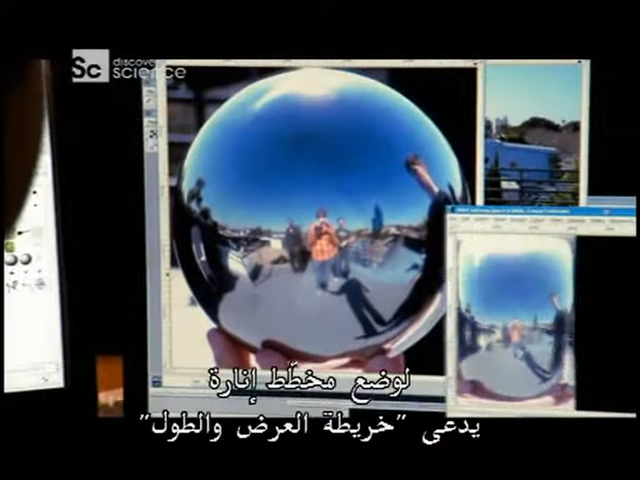 Sc discovery
science
لوضع مخطّط إنارة
يدعى "خريطة العرض والطول"